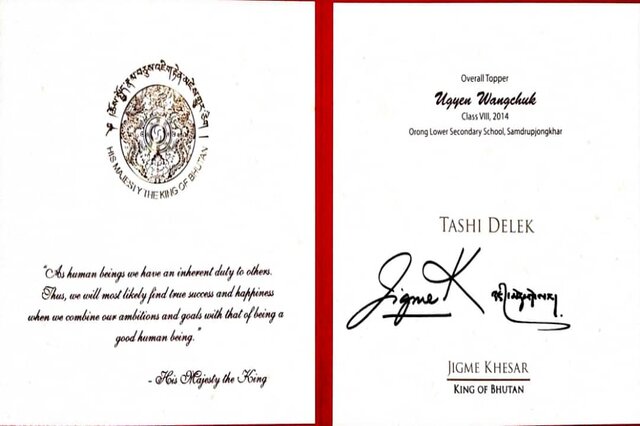 HIS MAJESTY THE KING OF BHUTAN
"As human beings we have an inherent duty to others.
Thus, we will most likely find true success and happiness
when we combine our ambitions and goals with that of being a
good human being."
- His Majesty the King
Overall Topper
Ugyen Wangchuk
Class VIII, 2014
Orong Lower Secondary School, Samdrupjongkhar
TASHI DELEK
Jigme K
JIGME KHESAR
KING OF BHUTAN